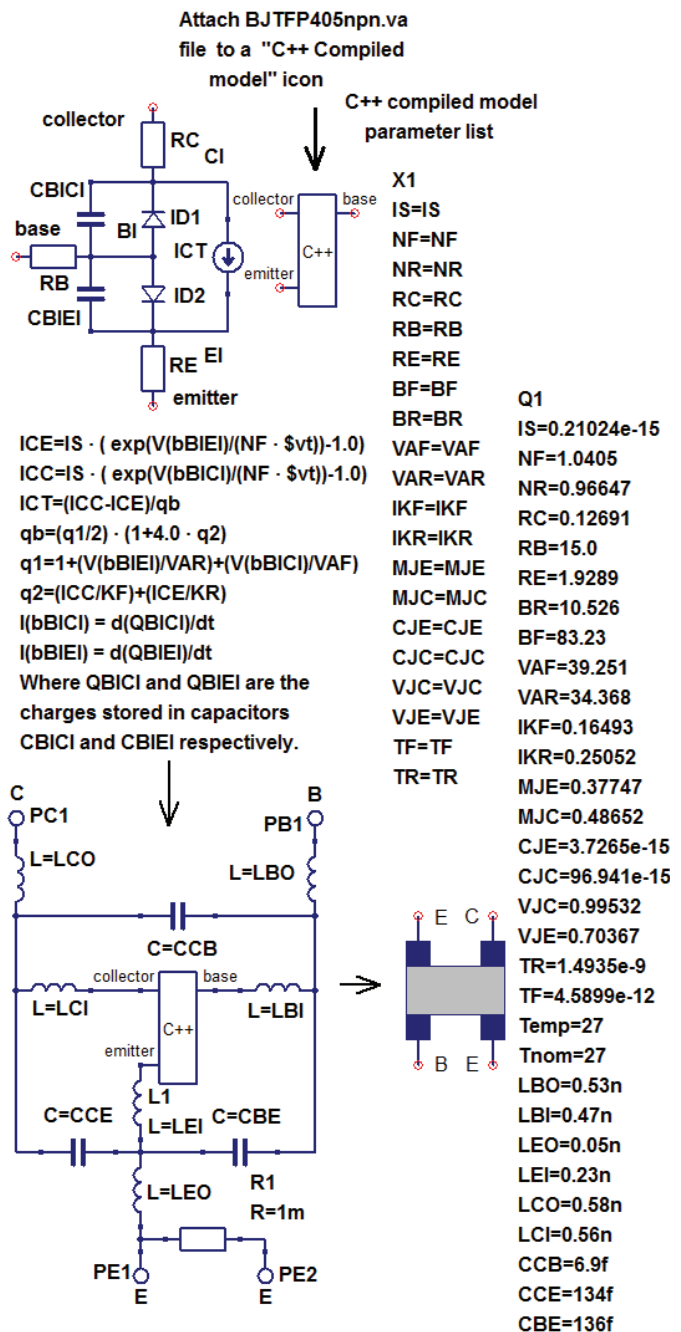 Attach BJTFP405npn.va
file to a "C++ Compiled
model" icon
C++ compiled model
parameter list
collector
RC
CI
CBICI
ID1
BI
base
ICT
RB
ID2
CBIEI
RE
EI
emitter
collector
base
C++
emitter
X1
IS=IS
NF=NF
NR=NR
RC=RC
RB=RB
RE=RE
BF=BF
BR=BR
VAF=VAF
VAR=VAR
IKF=IKF
IKR=IKR
MJE=MJE
MJC=MJC
CJE=CJE
CJC=CJC
VJC=VJC
VJE=VJE
TF=TF
TR=TR
ICE=IS · ( exp(V(bBIEI)/(NF · $vt))-1.0)
ICC=IS · ( exp(V(bBICI)/(NF · $vt))-1.0)
ICT=(ICC-ICE)/qb
qb=(q1/2) · (1+4.0 · q2)
q1=1+(V(bBIEI)/VAR)+(V(bBICI)/VAF)
q2=(ICC/KF)+(ICE/KR)
I(bBICI) = d(QBICI)/dt
I(bBIEI) = d(QBIEI)/dt
Where QBICI and QBIEI are the
charges stored in capacitors
CBICI and CBIEI respectively.
Q1
IS=0.21024e-15
NF=1.0405
NR=0.96647
RC=0.12691
RB=15.0
RE=1.9289
BR=10.526
BF=83.23
VAF=39.251
VAR=34.368
IKF=0.16493
IKR=0.25052
MJE=0.37747
MJC=0.48652
CJE=3.7265e-15
CJC=96.941e-15
VJC=0.99532
VJE=0.70367
TR=1.4935e-9
TF=4.5899e-12
Temp=27
Tnom=27
LBO=0.53n
LBI=0.47n
LEO=0.05n
LEI=0.23n
LCO=0.58n
LCI=0.56n
CCB=6.9f
CCE=134f
CBE=136f
C
B
PC1
PB1
L=LCO
L=LBO
C=CCB
collector
base
L=LCI
L=LBI
C++
emitter
L1
C=CCE
C=CBE
L=LEI
L=LEO
R1
R=1m
PE1
PE2
E
E
E
C
B
E